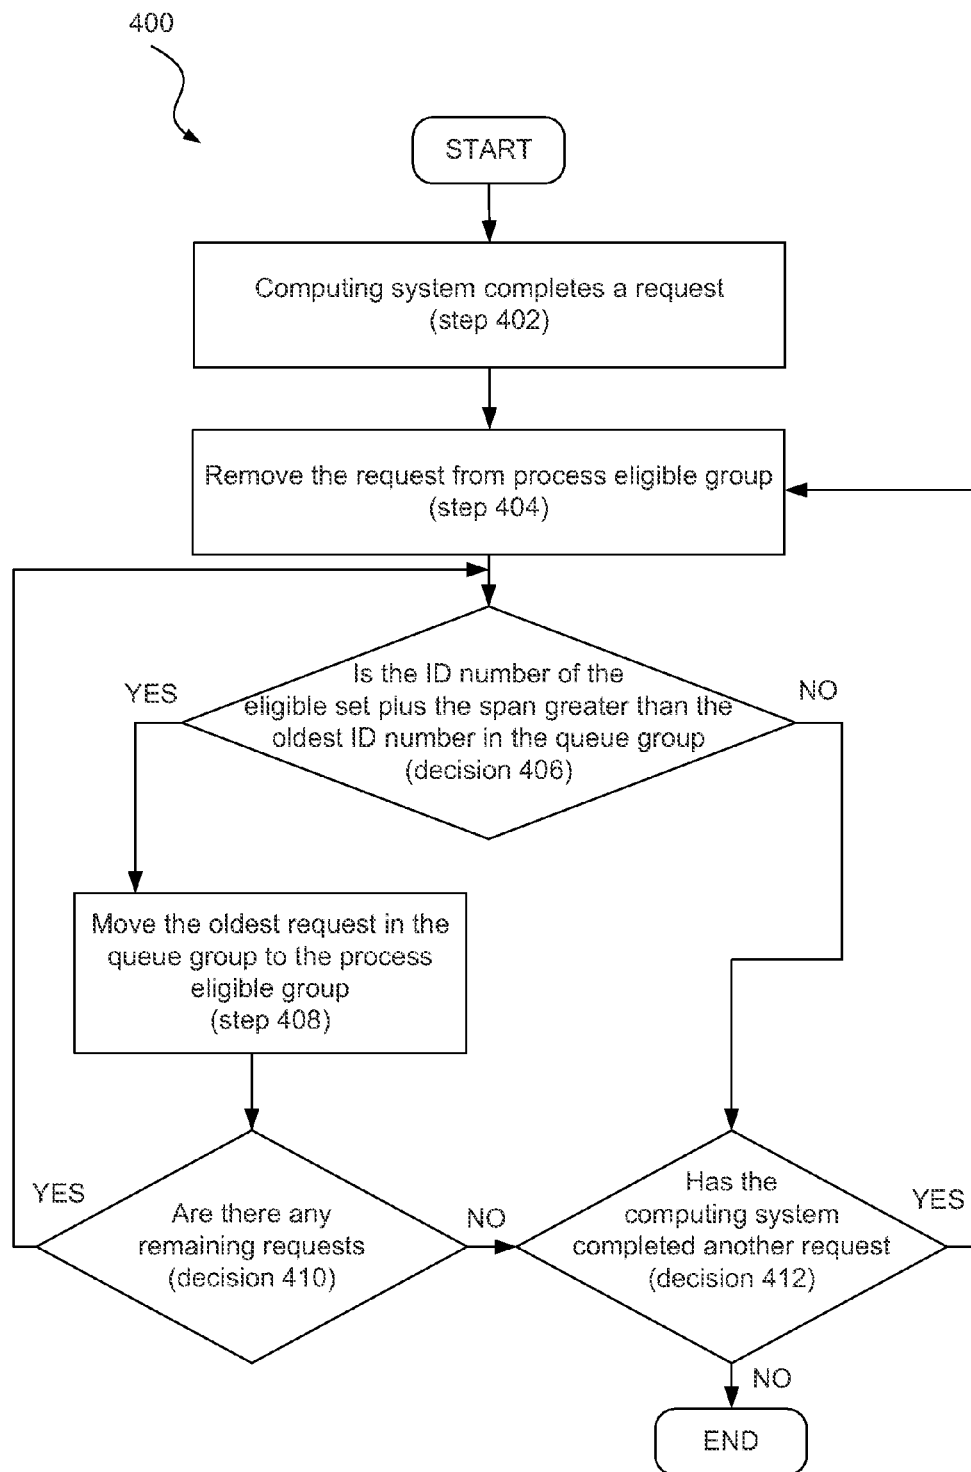 400
START
Computing system completes a request
(step 402)
Remove the request from process eligible group
(step 404)
Is the ID number of the
eligible set plus the span greater than the
oldest ID number in the queue group
(decision 406)
YES
NO
Move the oldest request in the
queue group to the process
eligible group
(step 408)
YES
Are there any
remaining requests
(decision 410)
NO
Has the
computing system
completed another request
(decision 412)
YES
NO
END